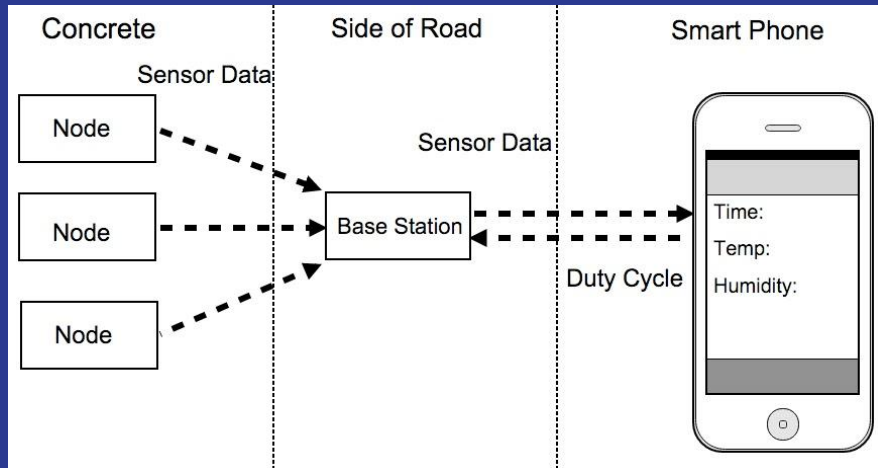 Concrete
Side of Road
Smart Phone
Sensor Data
Node
Sensor Data
Node
Base Station
Time:
Temp:
Duty Cycle
Humidity:
Node